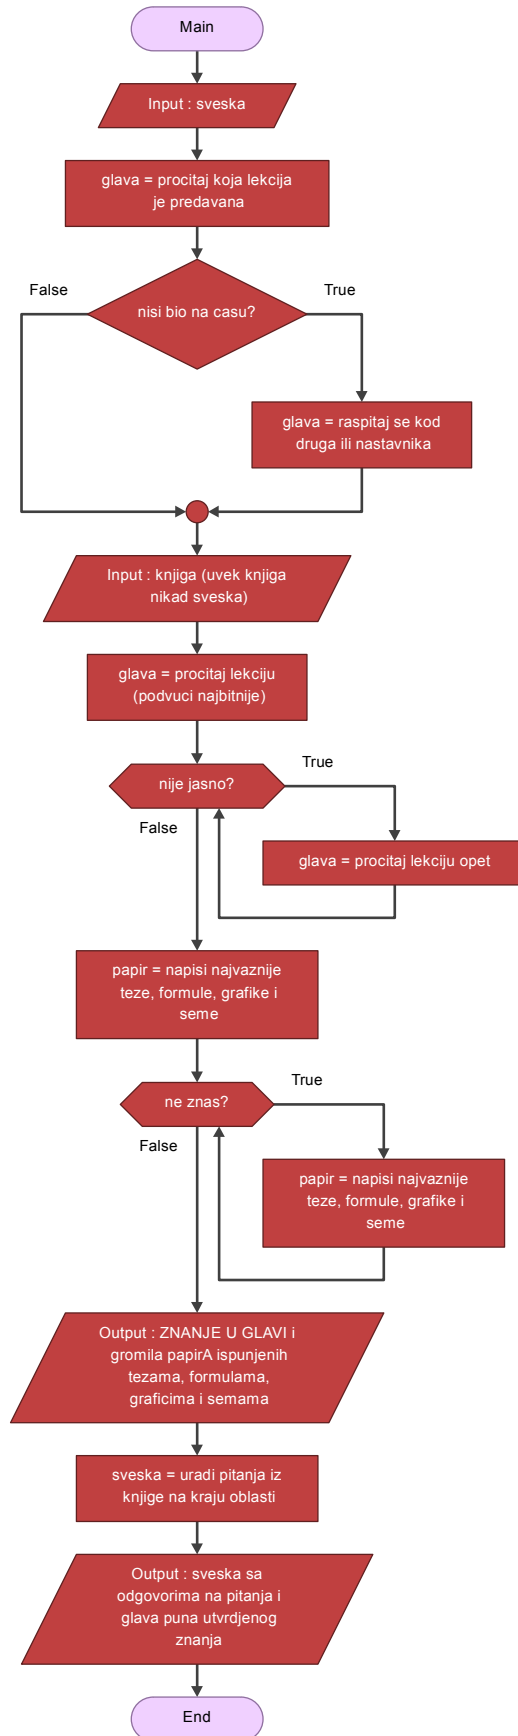 Main
Input : sveska
glava = procitaj koja lekcija
je predavana
False
True
nisi bio na casu?
glava = raspitaj se kod
druga ili nastavnika
Input : knjiga (uvek knjiga
nikad sveska)
glava = procitaj lekciju
(podvuci najbitnije)
True
nije jasno?
False
glava = procitaj lekciju opet
papir = napisi najvaznije
teze, formule, grafike i
seme
True
ne znas?
False
papir = napisi najvaznije
teze, formule, grafike i
seme
Output : ZNANJE U GLAVI i
gromila papirA ispunjenih
tezama, formulama,
graficima i semama
sveska = uradi pitanja iz
knjige na kraju oblasti
Output : sveska sa
odgovorima na pitanja i
glava puna utvrdjenog
znanja
End